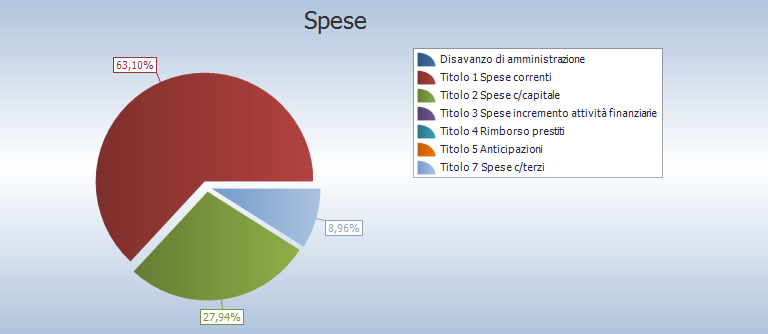 Spese
63,10%
8,96%
27,94%
Disavanzo di amministrazione
Titolo 1 Spese correnti
Titolo 2 Spese c/capitale
Titolo 3 Spese incremento attività finanziarie
Titolo 4 Rimborso prestiti
Titolo 5 Anticipazioni
Titolo 7 Spese c/terzi